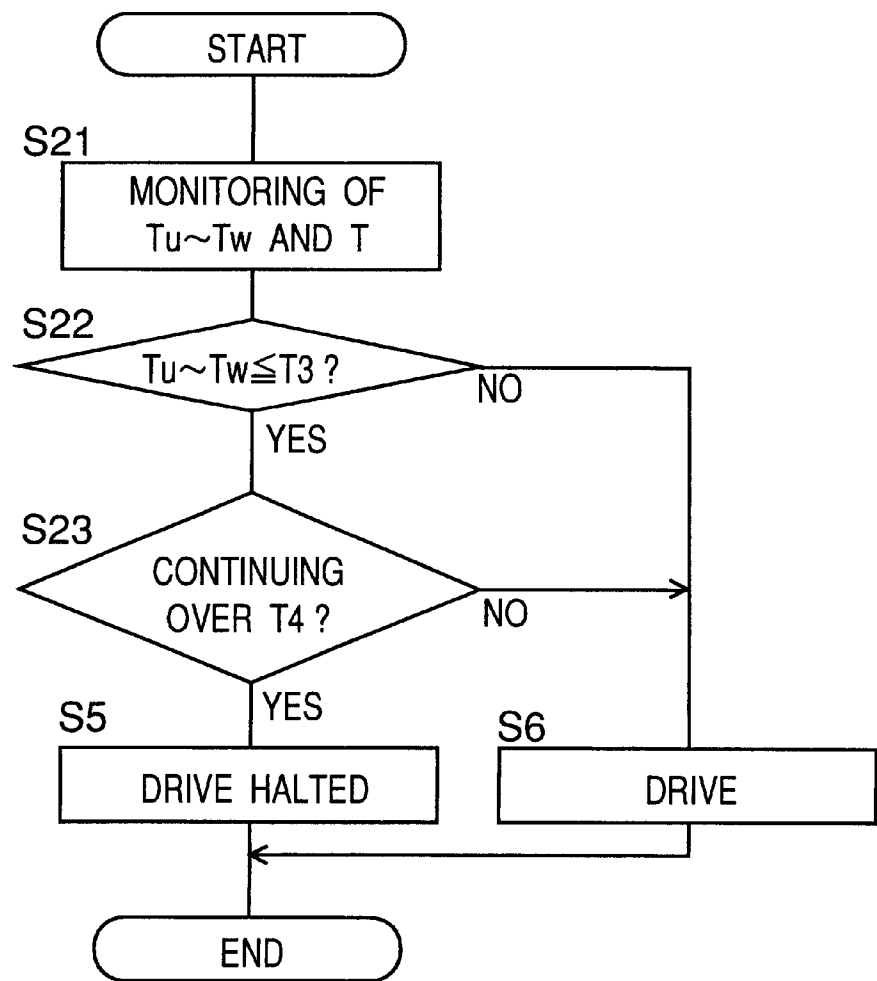 START
S21
MONITORING OF
Tu~Tw AND T
S22
Tu~Tw≦T3 ?
NO
YES
S23
CONTINUING
OVER T4 ?
NO
YES
S5
DRIVE HALTED
S6
DRIVE
END